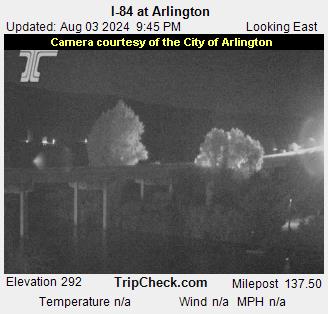 I-84 at Arlington
Updated: Aug 03 2024 9:45 PM Looking East
Camera courtesy of the City of Arlington
Elevation 292 TripCheck.com Milepost 137.50
Temperature n/a Wind n/a MPH n/a